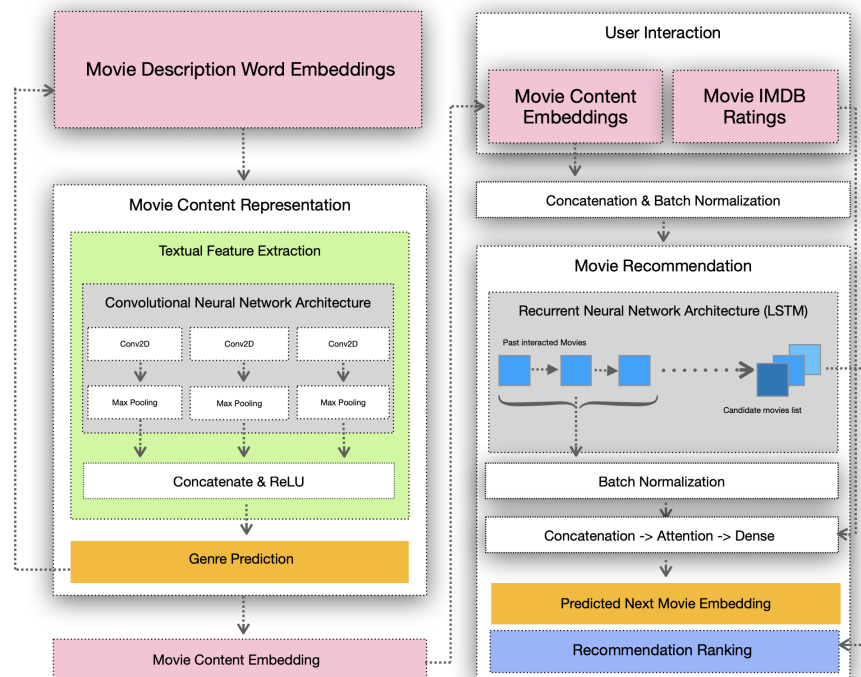 Movie Description Word Embeddings
Movie Content Representation
Textual Feature Extraction
Convolutional Neural Network Architecture
Conv2D
Conv2D
Conv2D
Max Pooling
Max Pooling
Max Pooling
Concatenate & ReLU
Genre Prediction
Movie Content Embedding
User Interaction
Movie Content
Embeddings
Movie IMDB
Ratings
Concatenation & Batch Normalization
Movie Recommendation
Recurrent Neural Network Architecture (LSTM)
Past interacted Movies
Candidate movies list
Batch Normalization
Concatenation -> Attention -> Dense
Predicted Next Movie Embedding
Recommendation Ranking